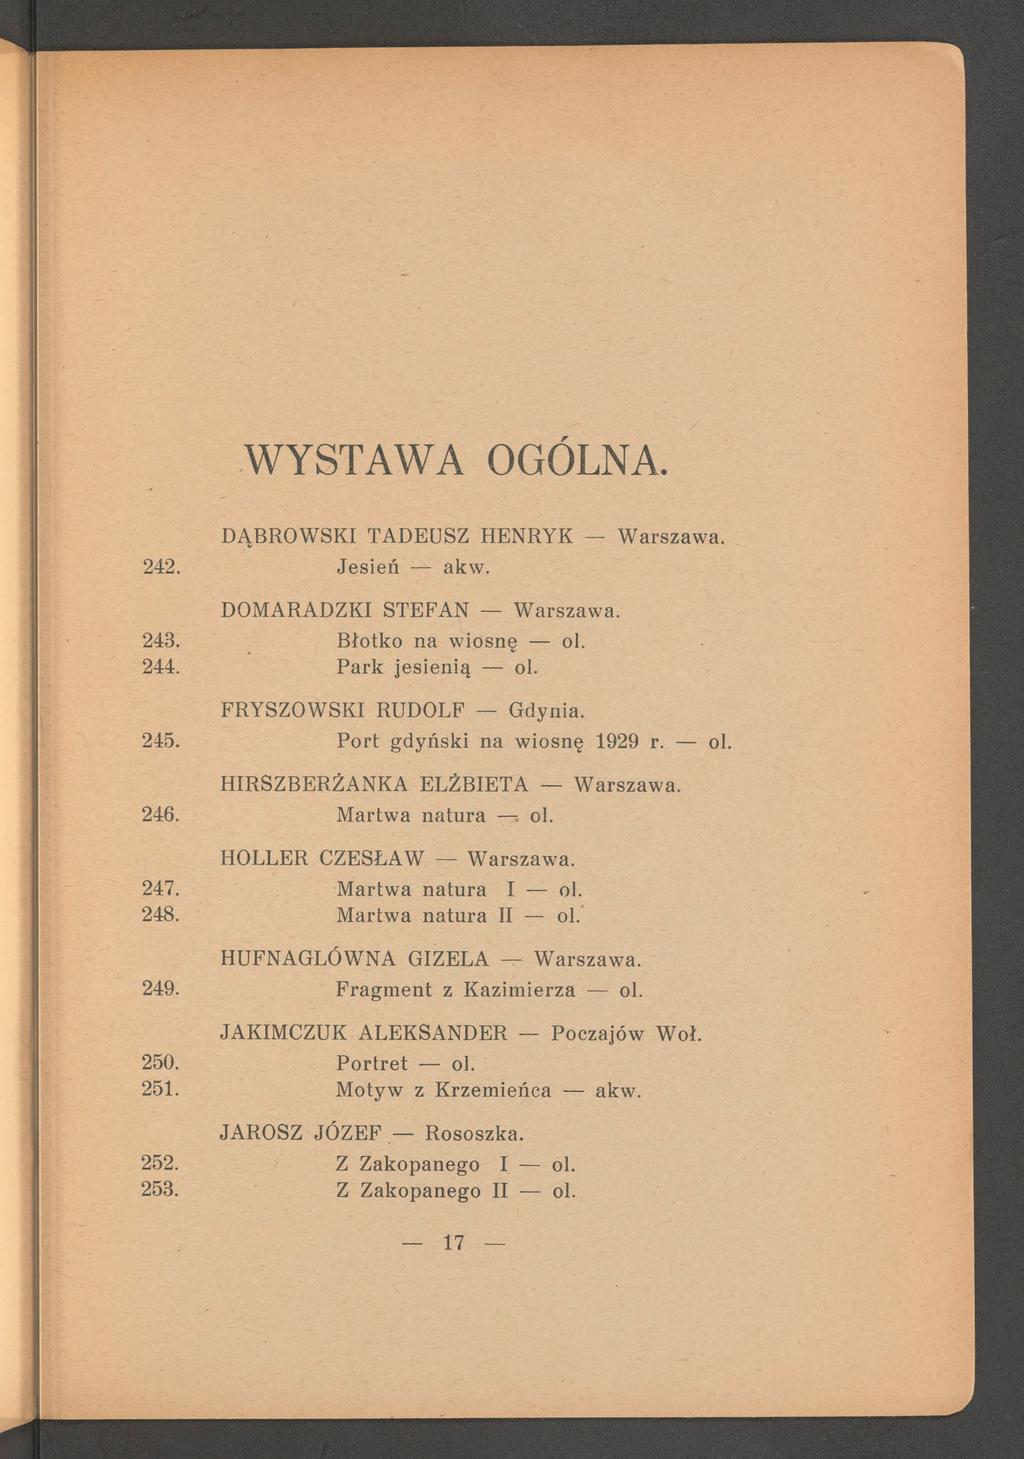 WYSTAWA OGÓLNA.
DĄBROWSKI TADEUSZ HENRYK — Warszawa.
242. Jesień — akw.
DOMARADZKI STEFAN — Warszawa.
243. Błotko na wiosnę — ol.
244. Park jesienią — ol.
FRYSZOWSKI RUDOLF — Gdynia.
245. Port gdyński na wiosnę 1929 r. — ol.
HIRSZBERŻANKA ELŻBIETA — Warszawa.
246. Martwa natura — ol.
HOLLER CZESŁAW — Warszawa.
247. Martwa natura I — ol.
248. Martwa natura II — ol.
HUFNAGLÓWNA GIZELA — Warszawa.
249. Fragment z Kazimierza — ol.
JAKIMCZUK ALEKSANDER — Poczajów Woł.
250. Portret — ol.
251. Motyw z Krzemieńca — akw.
JAROSZ JÓZEF — Rososzka.
252. Z Zakopanego I — ol.
253. Z Zakopanego II — ol.
— 17 —